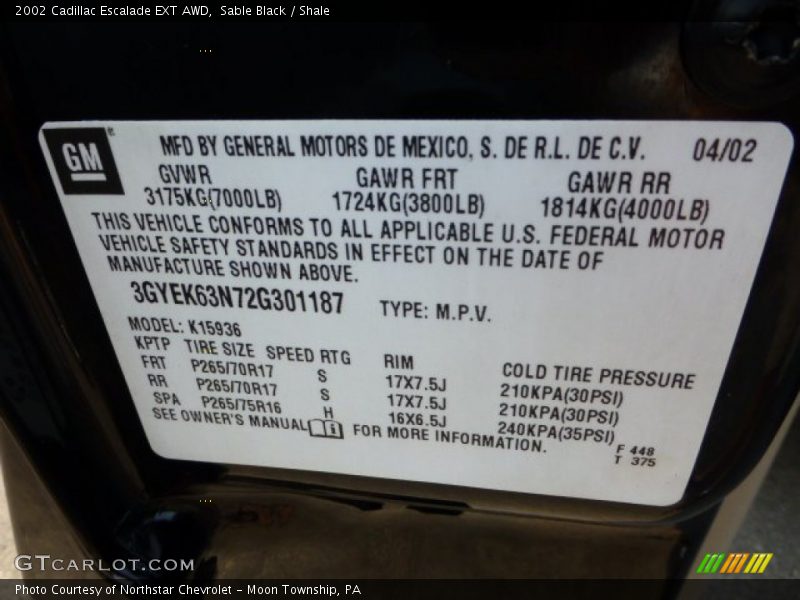 2002 Cadillac Escalade EXT AWD, Sable Black / Shale
GM
MFD BY GENERAL MOTORS DE MEXICO, S. DE R.L. DE C.V. 04/02
GVWR GAWR FRT GAWR RR
3175KG(7000LB) 1724KG(3800LB) 1814KG(4000LB)
THIS VEHICLE CONFORMS TO ALL APPLICABLE U.S. FEDERAL MOTOR
VEHICLE SAFETY STANDARDS IN EFFECT ON THE DATE OF
MANUFACTURE SHOWN ABOVE.
3GYEK63N72G301187 TYPE: M.P.V.
MODEL: K15936
KPTP TIRE SIZE SPEED RTG RIM COLD TIRE PRESSURE
FRT P265/70R17 S 17X7.5J 210KPA(30PSI)
RR P265/70R17 S 17X7.5J 210KPA(30PSI)
SPA P265/75R16 H 16X6.5J 240KPA(35PSI)
SEE OWNER'S MANUAL FOR MORE INFORMATION.
F 448
T 375
GTCARLOT.COM
Photo Courtesy of Northstar Chevrolet - Moon Township, PA